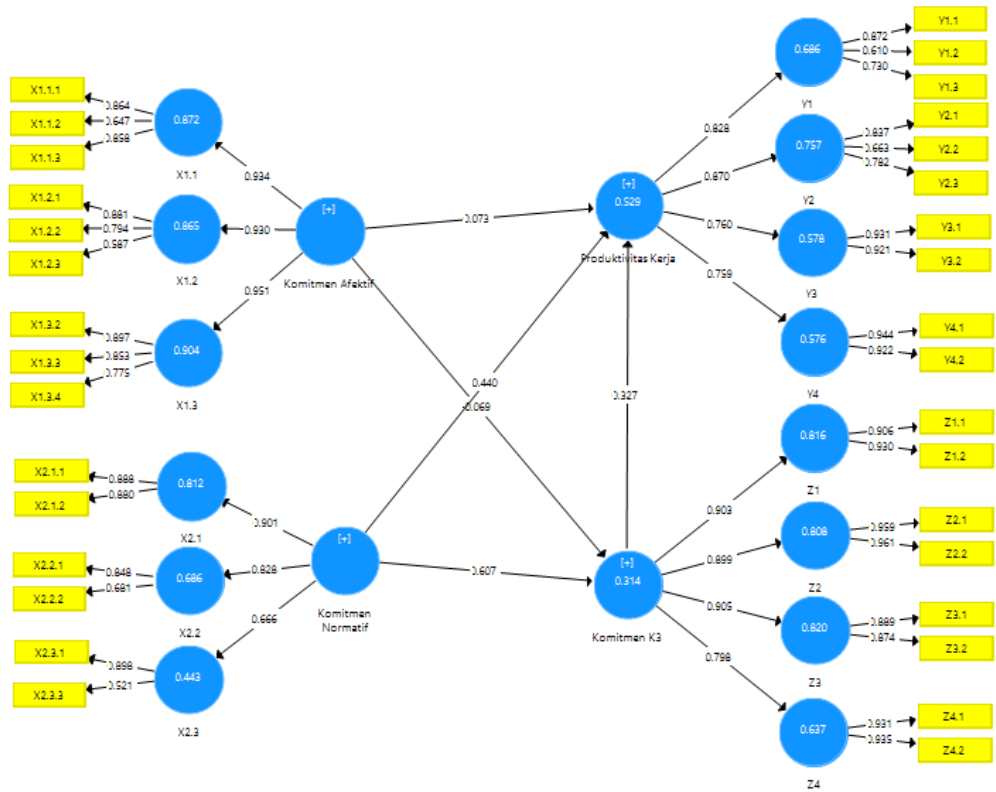 X1.1.1
X1.1.2
X1.1.3
0.864
0.647
0.858
0.872
X1.1
0.934
X1.2.1
X1.2.2
X1.2.3
0.881
0.794
0.587
0.865
X1.2
0.930
X1.3.2
X1.3.3
X1.3.4
0.897
0.853
0.775
0.904
X1.3
0.951
[+]
Komitmen Afektif
0.073
-0.069
X2.1.1
X2.1.2
0.888
0.880
0.812
X2.1
0.901
X2.2.1
X2.2.2
0.848
0.681
0.686
X2.2
0.828
X2.3.1
X2.3.3
0.898
0.521
0.443
X2.3
0.666
[+]
Komitmen
Normatif
0.440
0.607
[+]
0.529
Produktivitas Kerja
0.327
[+]
0.314
Komitmen K3
0.828
0.686
Y1
0.872
0.610
0.730
Y1.1
Y1.2
Y1.3
0.870
0.757
Y2
0.837
0.663
0.782
Y2.1
Y2.2
Y2.3
0.760
0.578
Y3
0.931
0.921
Y3.1
Y3.2
0.759
0.576
Y4
0.944
0.922
Y4.1
Y4.2
0.903
0.816
Z1
0.906
0.930
Z1.1
Z1.2
0.899
0.808
Z2
0.959
0.961
Z2.1
Z2.2
0.905
0.820
Z3
0.889
0.874
Z3.1
Z3.2
0.798
0.637
Z4
0.931
0.935
Z4.1
Z4.2